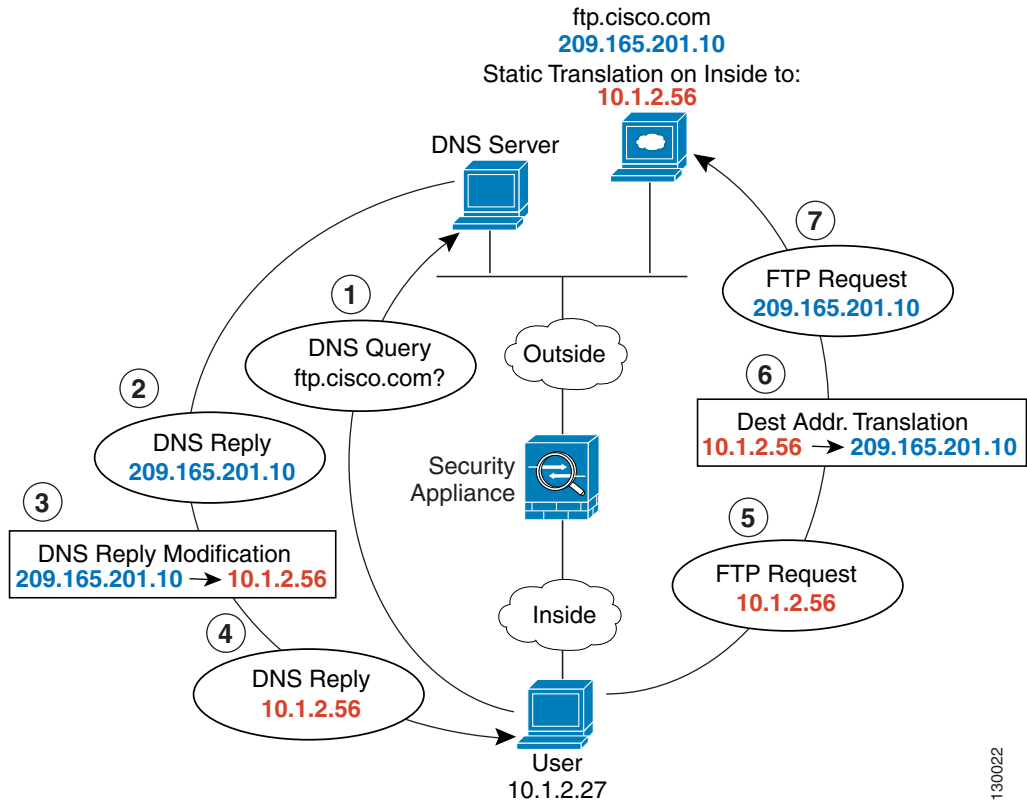 ftp.cisco.com
209.165.201.10
Static Translation on Inside to:
10.1.2.56
DNS Server
7
FTP Request
209.165.201.10
1
DNS Query
ftp.cisco.com?
Outside
6
Dest Addr. Translation
10.1.2.56 → 209.165.201.10
2
DNS Reply
209.165.201.10
Security
Appliance
3
DNS Reply Modification
209.165.201.10 → 10.1.2.56
5
FTP Request
10.1.2.56
Inside
4
DNS Reply
10.1.2.56
User
10.1.2.27
130022